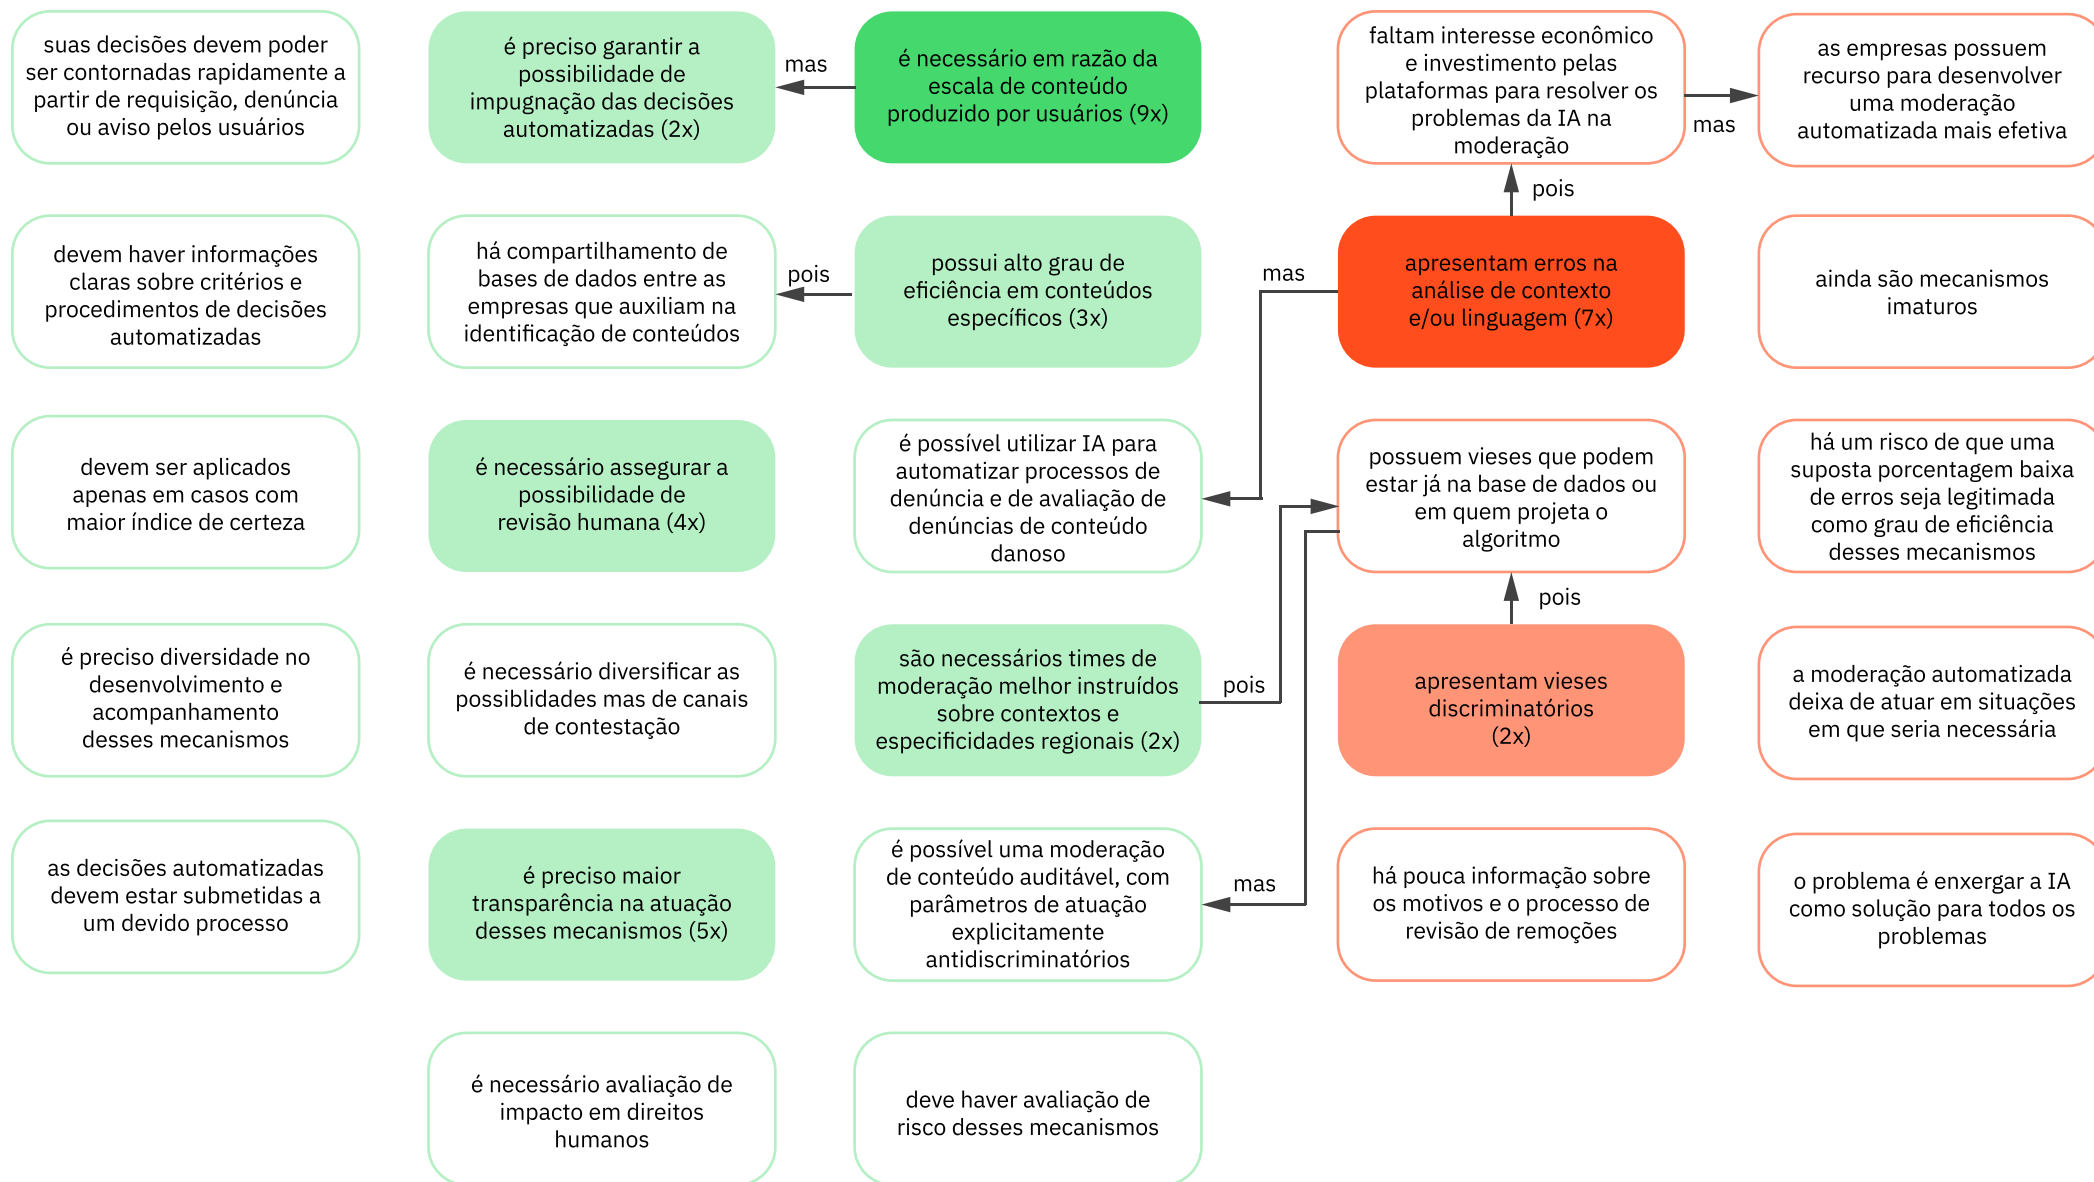 suas decisões devem poder
ser contornadas rapidamente a
partir de requisição, denúncia
ou aviso pelos usuários
é preciso garantir a
possibilidade de
impugnação das decisões
automatizadas (2x)
mas
é necessário em razão da
escala de conteúdo
produzido por usuários (9x)
faltam interesse econômico
e investimento pelas
plataformas para resolver os
problemas da IA na
moderação
mas
as empresas possuem
recurso para desenvolver
uma moderação
automatizada mais efetiva
pois
devem haver informações
claras sobre critérios e
procedimentos de decisões
automatizadas
há compartilhamento de
bases de dados entre as
empresas que auxiliam na
identificação de conteúdos
pois
possui alto grau de
eficiência em conteúdos
específicos (3x)
mas
apresentam erros na
análise de contexto
e/ou linguagem (7x)
ainda são mecanismos
imaturos
devem ser aplicados
apenas em casos com
maior índice de certeza
é necessário assegurar a
possibilidade de
revisão humana (4x)
é possível utilizar IA para
automatizar processos de
denúncia e de avaliação de
denúncias de conteúdo
danoso
possuem vieses que podem
estar já na base de dados ou
em quem projeta o
algoritmo
há um risco de que uma
suposta porcentagem baixa
de erros seja legitimada
como grau de eficiência
desses mecanismos
pois
é preciso diversidade no
desenvolvimento e
acompanhamento
desses mecanismos
é necessário diversificar as
possiblidades mas de canais
de contestação
são necessários times de
moderação melhor instruídos
sobre contextos e
especificidades regionais (2x)
pois
apresentam vieses
discriminatórios
(2x)
a moderação automatizada
deixa de atuar em situações
em que seria necessária
as decisões automatizadas
devem estar submetidas a
um devido processo
é preciso maior
transparência na atuação
desses mecanismos (5x)
é possível uma moderação
de conteúdo auditável, com
parâmetros de atuação
explicitamente
antidiscriminatórios
mas
há pouca informação sobre
os motivos e o processo de
revisão de remoções
o problema é enxergar a IA
como solução para todos os
problemas
é necessário avaliação de
impacto em direitos
humanos
deve haver avaliação de
risco desses mecanismos